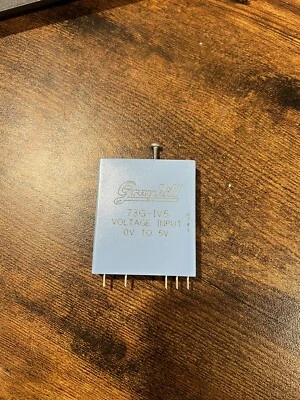 Grayhill
73G-IV5
VOLTAGE INPUT
0V TO 5V